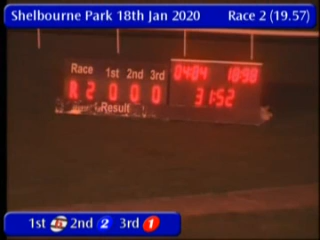 Shelbourne Park 18th Jan 2020 Race 2 (19.57)
Race 1st 2nd 3rd
R 2 0 0 0
Result
31:52
1st 2nd 2 3rd 1